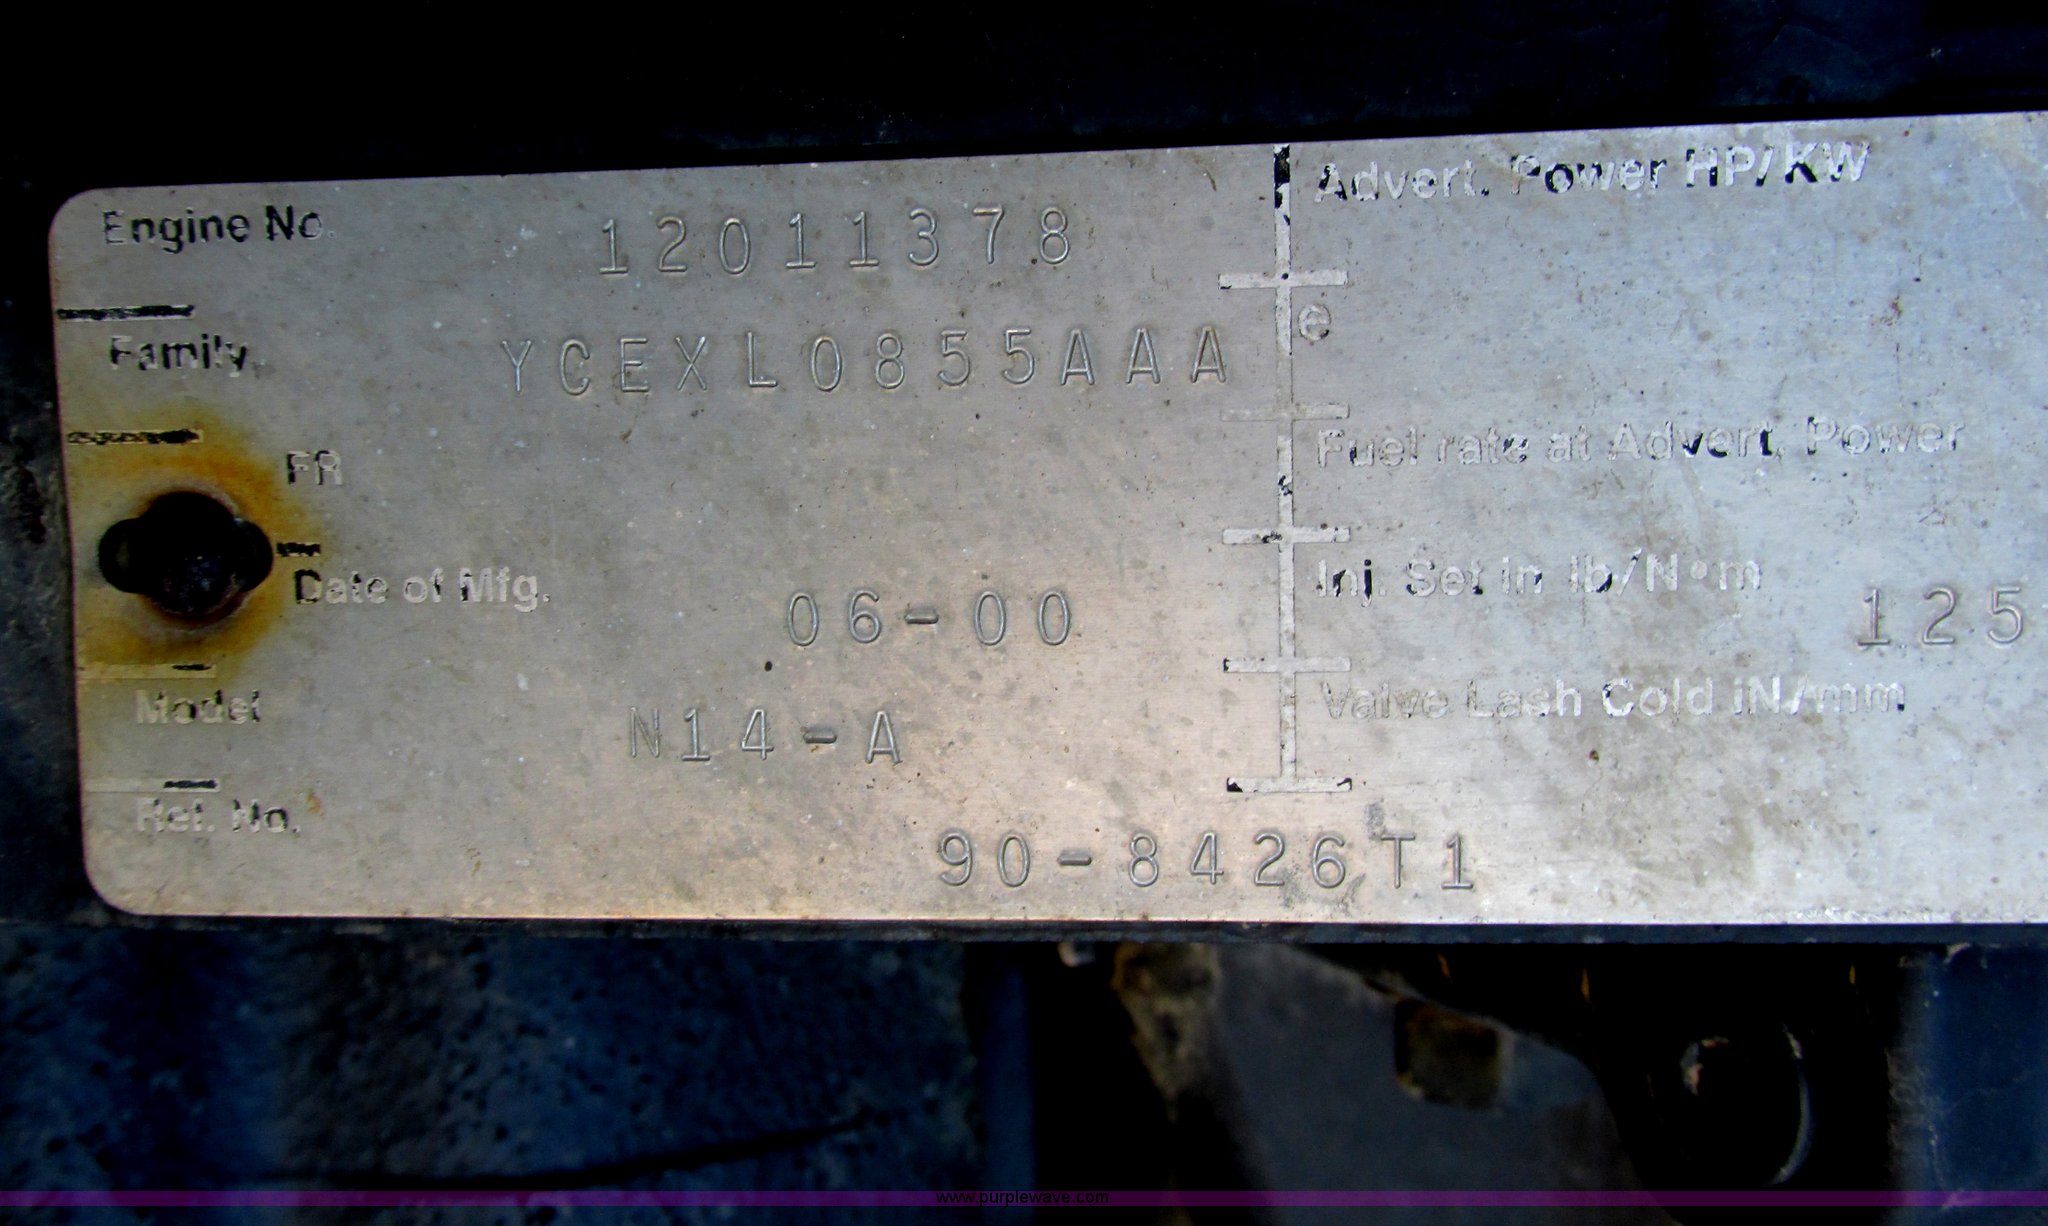 Engine No. 12011378
Family YCEXL0855AAA
FR
Date of Mfg. 06-00
Model N14-A
Ref. No. 90-8426T1
Advert. Power HP/KW
e
Fuel rate at Advert. Power
Inj. Set in lb/N•m 125
Valve Lash Cold iN/mm
www.purplewave.com